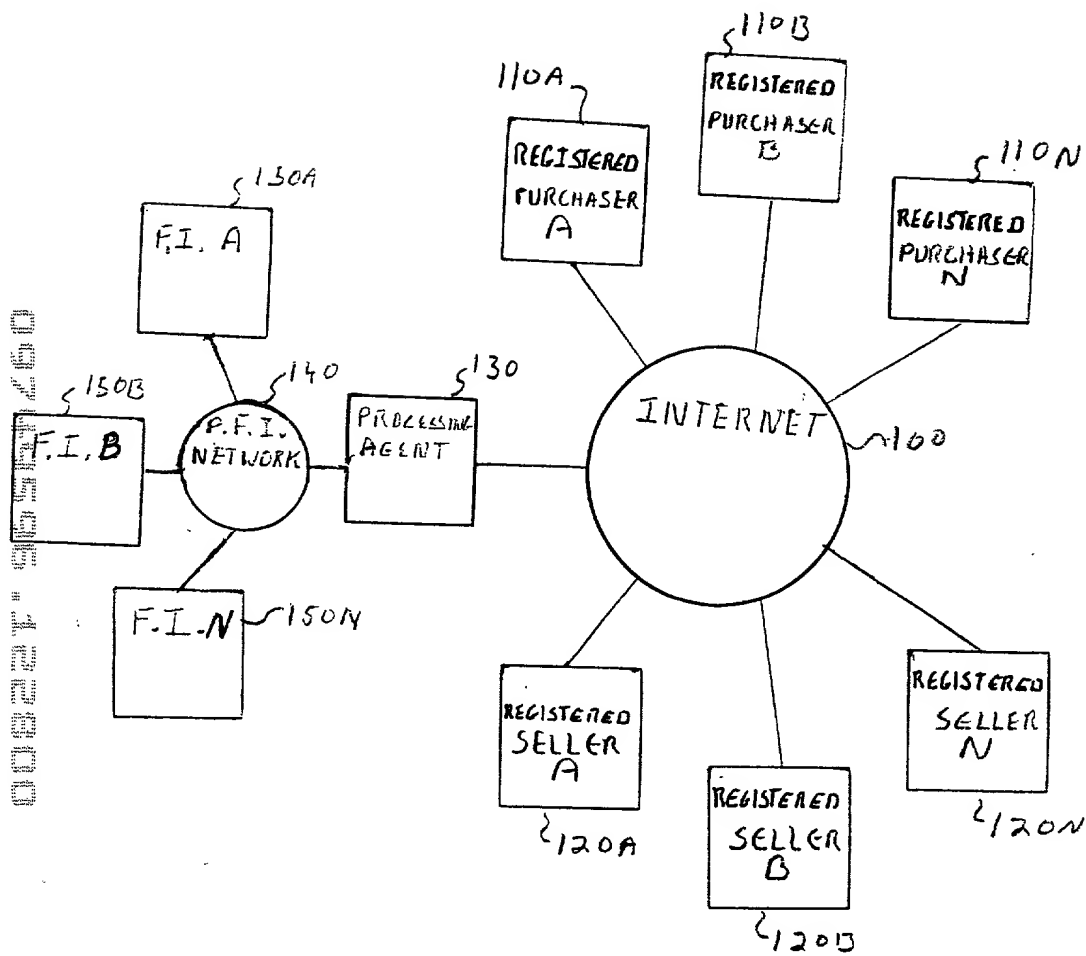 110B
REGISTERED
PURCHASER
B
110A
REGISTERED
PURCHASER
A
110N
REGISTERED
PURCHASER
N
150A
F.I. A
150B
F.I. B
140
P.F.I.
NETWORK
130
PROCESSING
AGENT
INTERNET
100
F.I. N
150N
REGISTERED
SELLER
A
120A
REGISTERED
SELLER
B
120B
REGISTERED
SELLER
N
120N